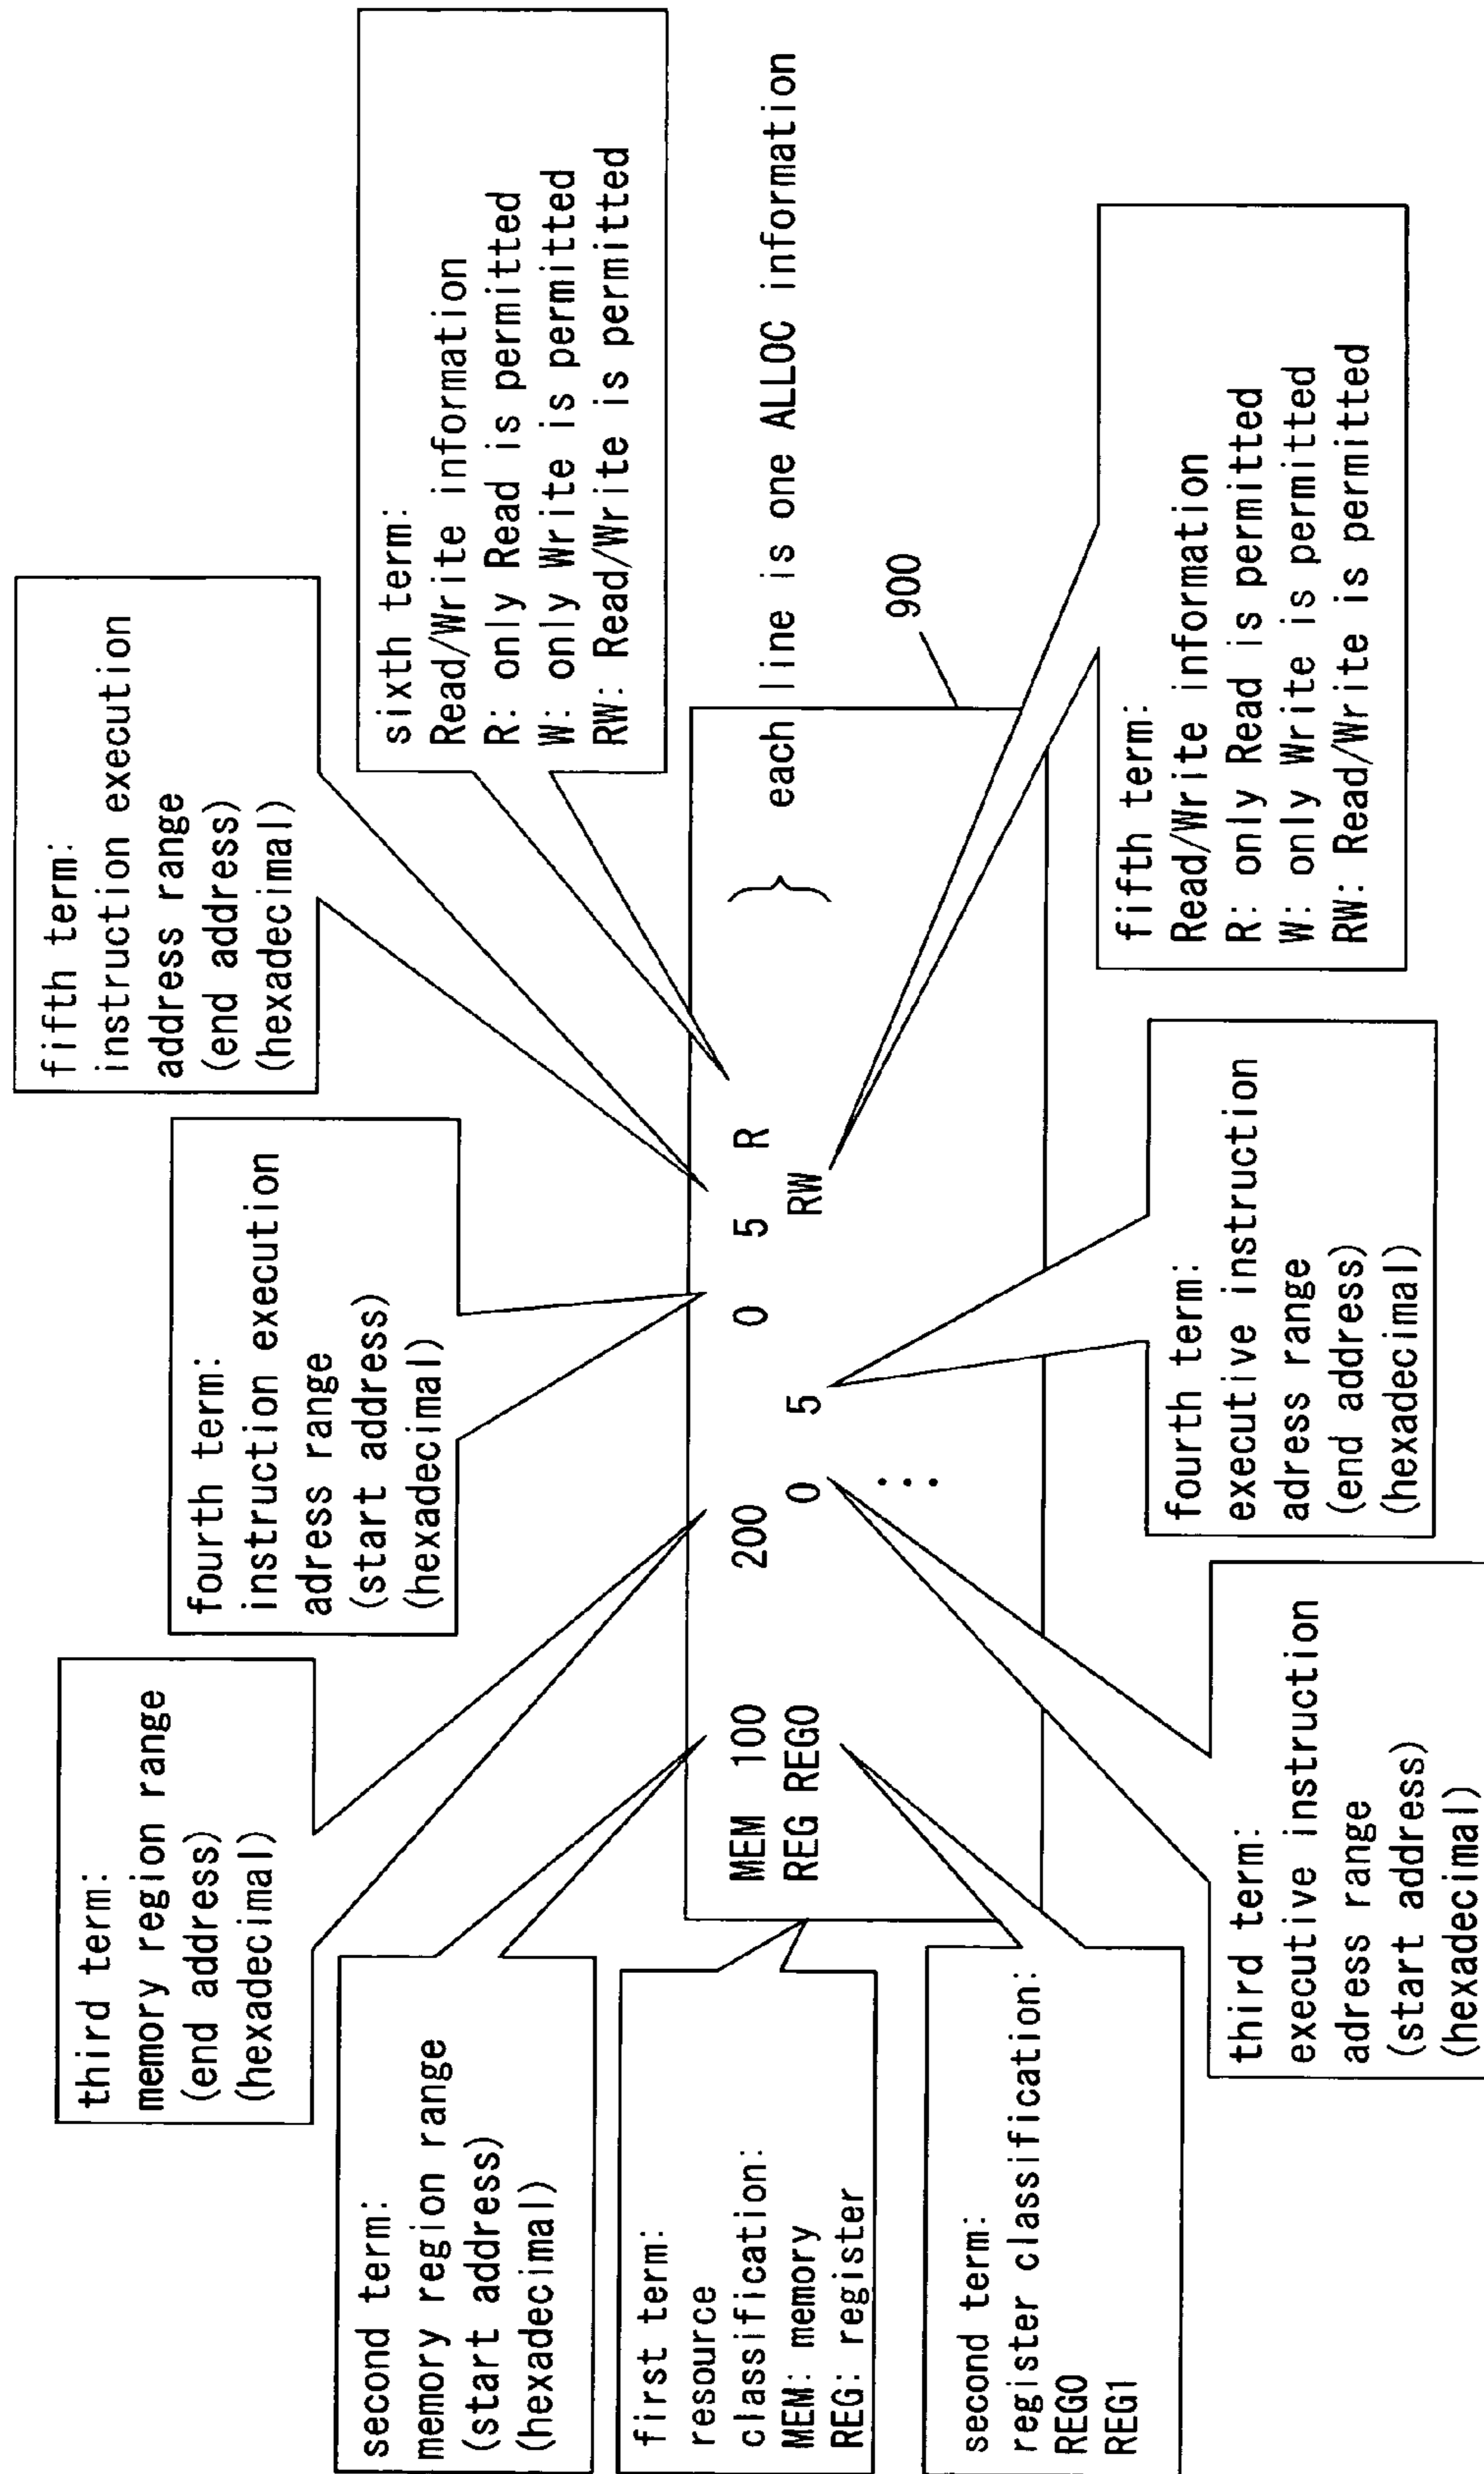 third term:
memory region range
(end address)
(hexadecimal)
fourth term:
instruction execution
adress range
(start address)
(hexadecimal)
fifth term:
instruction execution
address range
(end address)
(hexadecimal)
second term:
memory region range
(start address)
(hexadecimal)
sixth term:
Read/Write information
R: only Read is permitted
W: only Write is permitted
RW: Read/Write is permitted
first term:
resource
classification:
MEM: memory
REG: register
MEM 100 200 0 5 R
REG REG0 0 5 RW
...
each line is one ALLOC information
900
second term:
register classification:
REG0
REG1
third term:
executive instruction
adress range
(start address)
(hexadecimal)
fourth term:
executive instruction
adress range
(end address)
(hexadecimal)
fifth term:
Read/Write information
R: only Read is permitted
W: only Write is permitted
RW: Read/Write is permitted